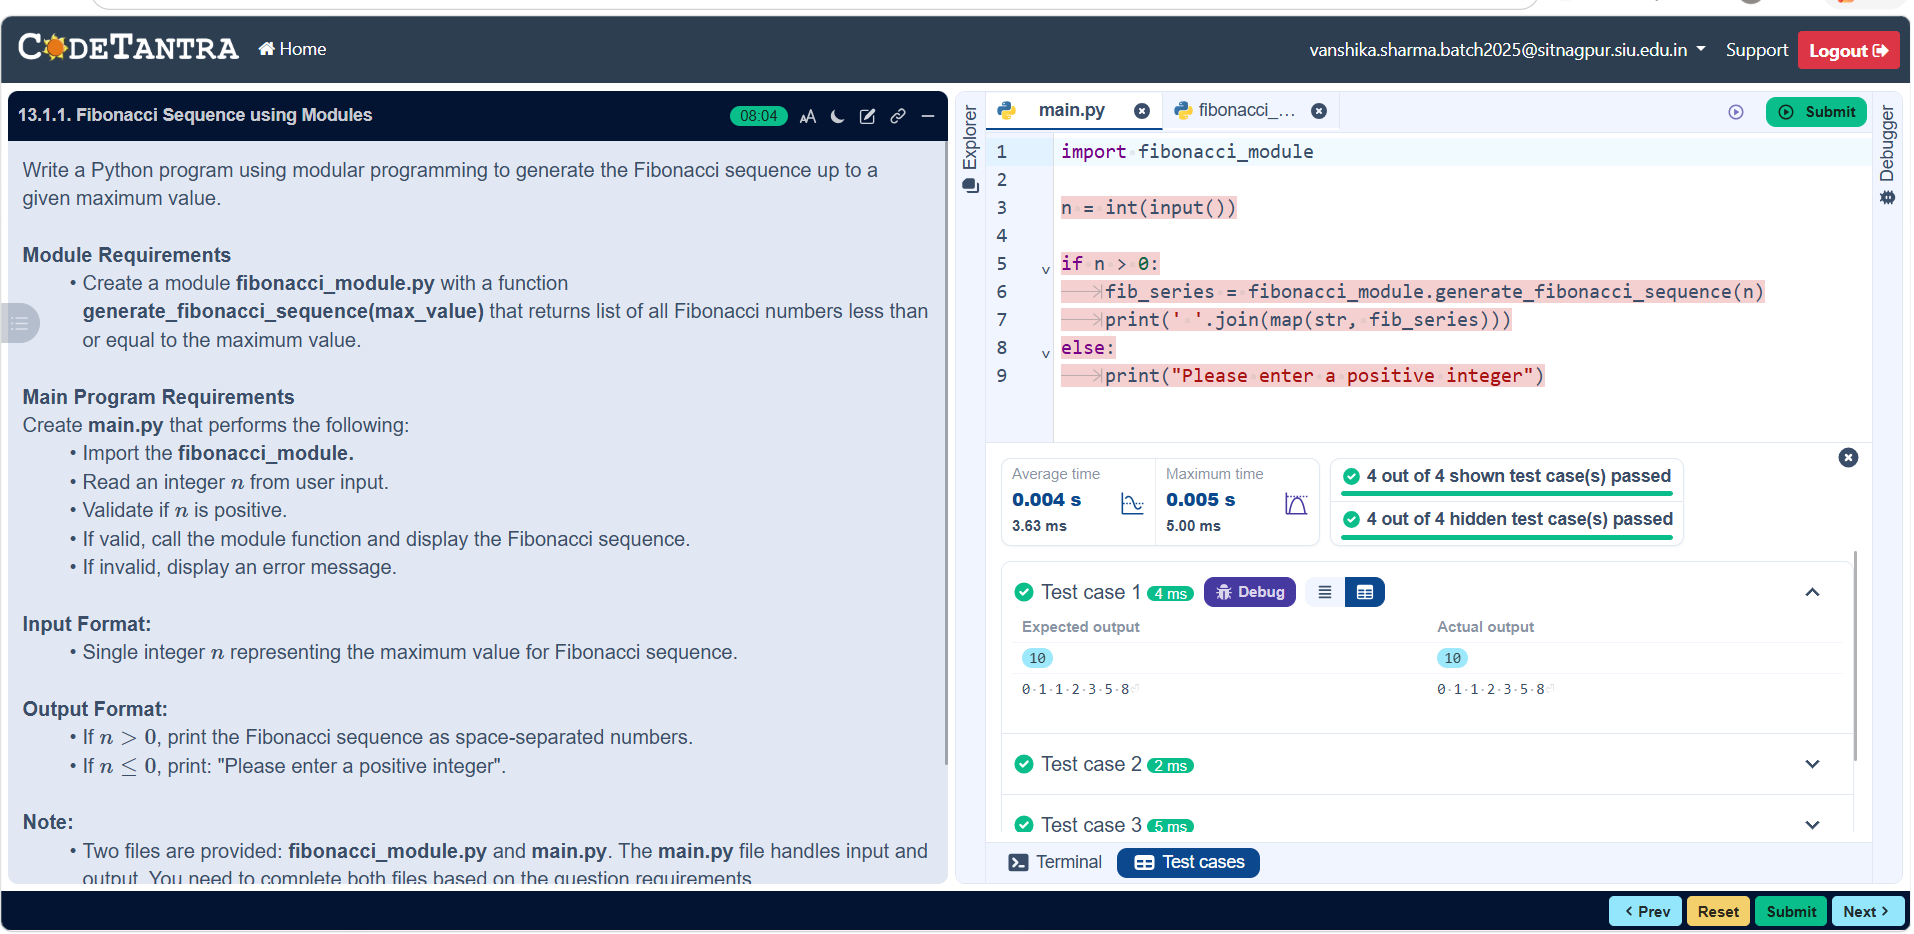 CODETANTRA
Home
vanshika.sharma.batch2025@sitnagpur.siu.edu.in
Support
Logout
13.1.1. Fibonacci Sequence using Modules
08:04
AA
Write a Python program using modular programming to generate the Fibonacci sequence up to a
given maximum value.
Module Requirements
• Create a module fibonacci_module.py with a function
generate_fibonacci_sequence(max_value) that returns list of all Fibonacci numbers less than
or equal to the maximum value.
Main Program Requirements
Create main.py that performs the following:
• Import the fibonacci_module.
• Read an integer n from user input.
• Validate if n is positive.
• If valid, call the module function and display the Fibonacci sequence.
• If invalid, display an error message.
Input Format:
• Single integer n representing the maximum value for Fibonacci sequence.
Output Format:
• If n > 0, print the Fibonacci sequence as space-separated numbers.
• If n ≤ 0, print: "Please enter a positive integer".
Note:
• Two files are provided: fibonacci_module.py and main.py. The main.py file handles input and
output. You need to complete both files based on the question requirements
Explorer
main.py
fibonacci_...
Submit
Debugger
1 import fibonacci_module
2
3 n = int(input())
4
5 if n > 0:
6 fib_series = fibonacci_module.generate_fibonacci_sequence(n)
7 print(' '.join(map(str, fib_series)))
8 else:
9 print("Please enter a positive integer")
Average time
0.004 s
3.63 ms
Maximum time
0.005 s
5.00 ms
4 out of 4 shown test case(s) passed
4 out of 4 hidden test case(s) passed
Test case 1 4 ms Debug
Expected output Actual output
10 10
0·1·1·2·3·5·8 0·1·1·2·3·5·8
Test case 2 2 ms
Test case 3 5 ms
Terminal
Test cases
Prev
Reset
Submit
Next